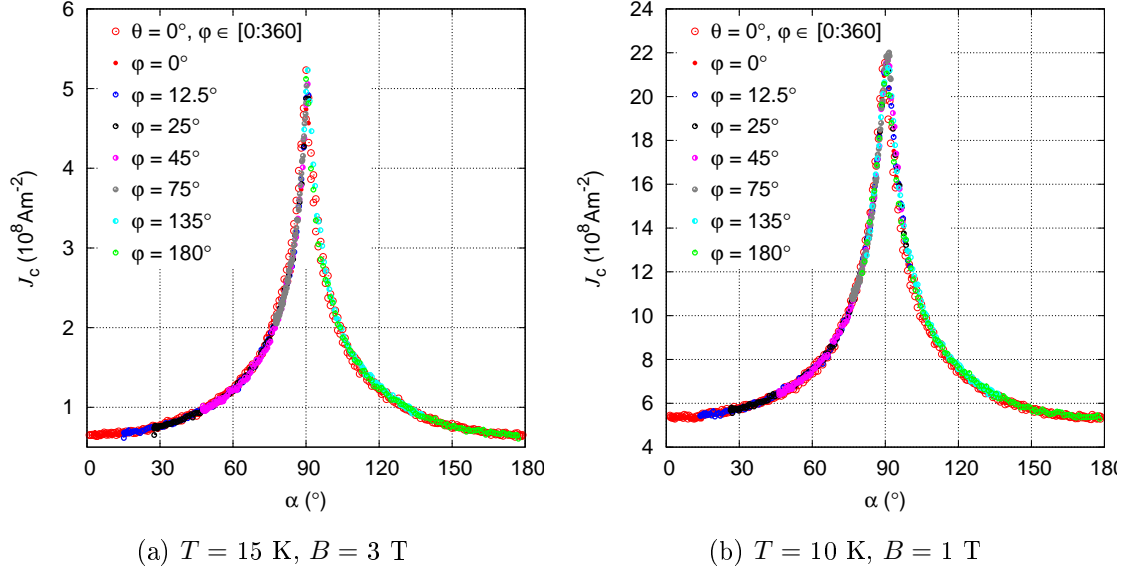 6
5
4
3
2
1
0 30 60 90 120 150 180
J_c (10^8Am^-2)
α (°)
θ = 0°, φ ∈ [0:360]
φ = 0°
φ = 12.5°
φ = 25°
φ = 45°
φ = 75°
φ = 135°
φ = 180°
(a) T = 15 K, B = 3 T
24
22
20
18
16
14
12
10
8
6
4
0 30 60 90 120 150 180
J_c (10^8Am^-2)
α (°)
θ = 0°, φ ∈ [0:360]
φ = 0°
φ = 12.5°
φ = 25°
φ = 45°
φ = 75°
φ = 135°
φ = 180°
(b) T = 10 K, B = 1 T